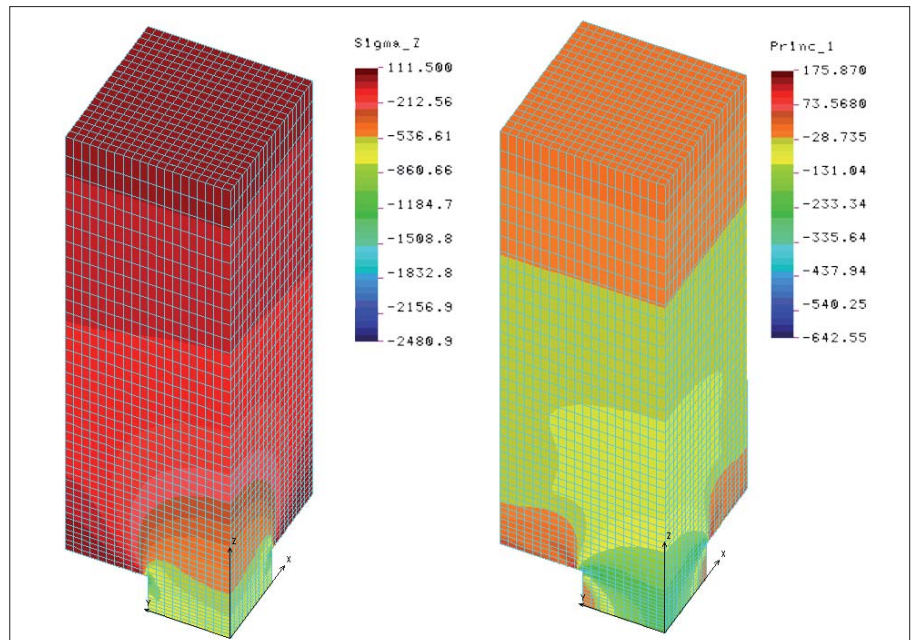 Sigma_Z
111.500
-212.56
-536.61
-860.66
-1184.7
-1508.8
-1832.8
-2156.9
-2480.9
Z
X
Y
Princ_1
175.870
73.5680
-28.735
-131.04
-233.34
-335.64
-437.94
-540.25
-642.55
Z
X
Y